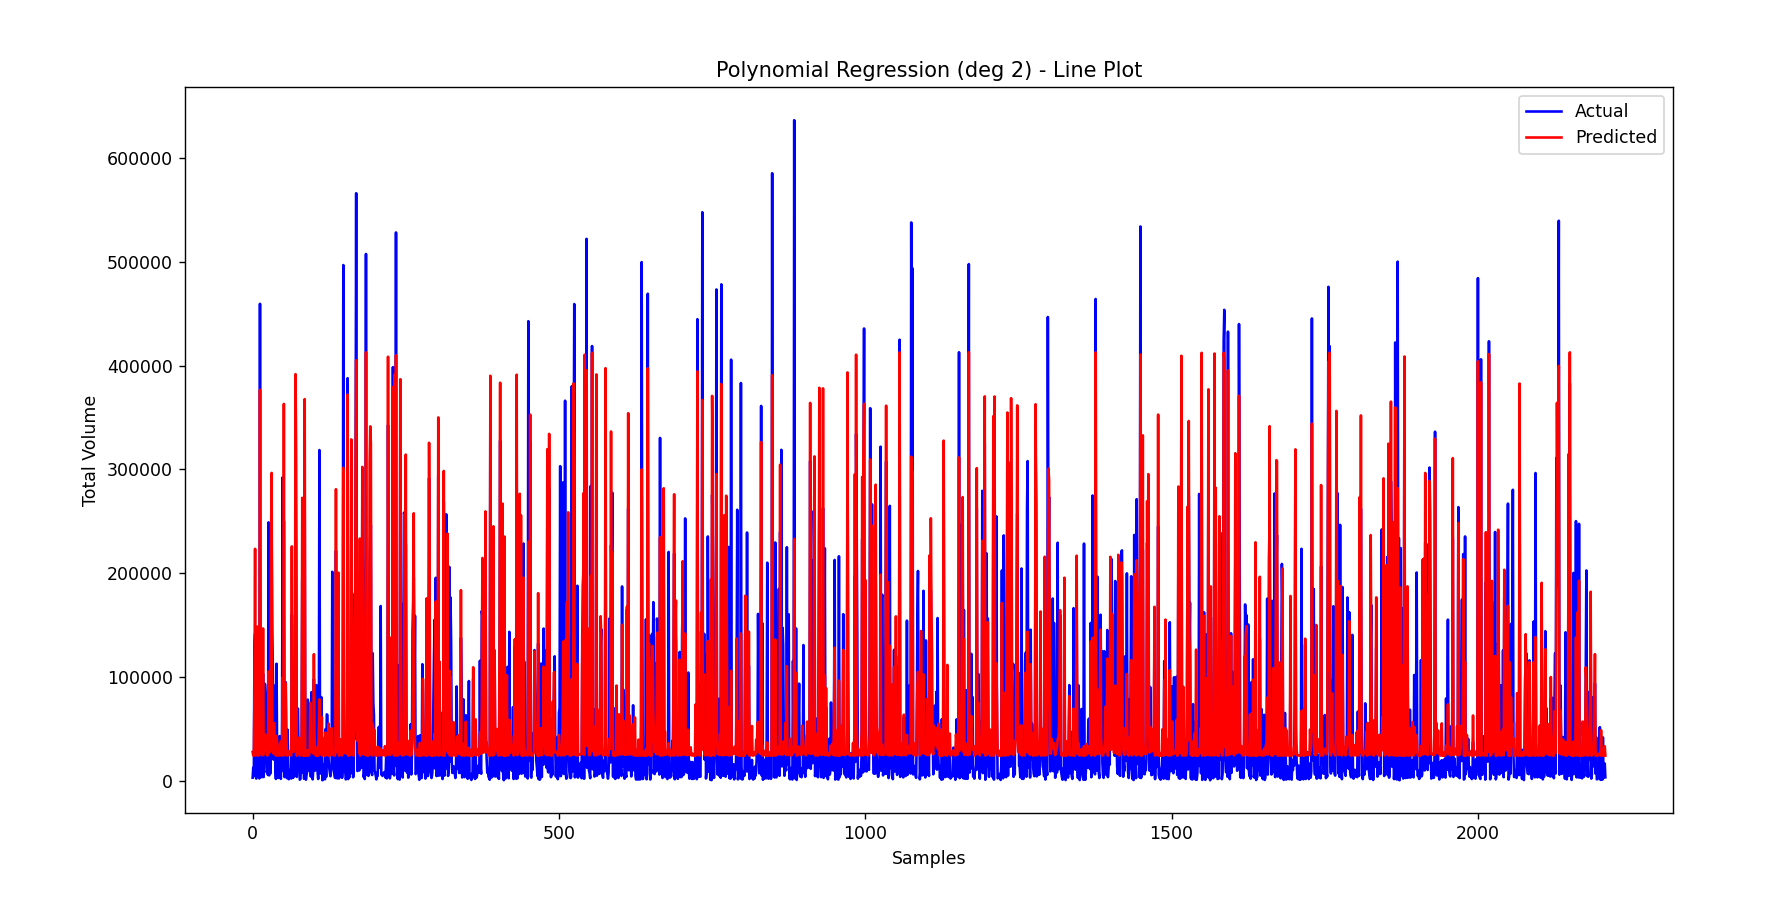 Polynomial Regression (deg 2) - Line Plot
Actual
Predicted
600000
500000
400000
300000
200000
100000
0
Total Volume
0 500 1000 1500 2000
Samples